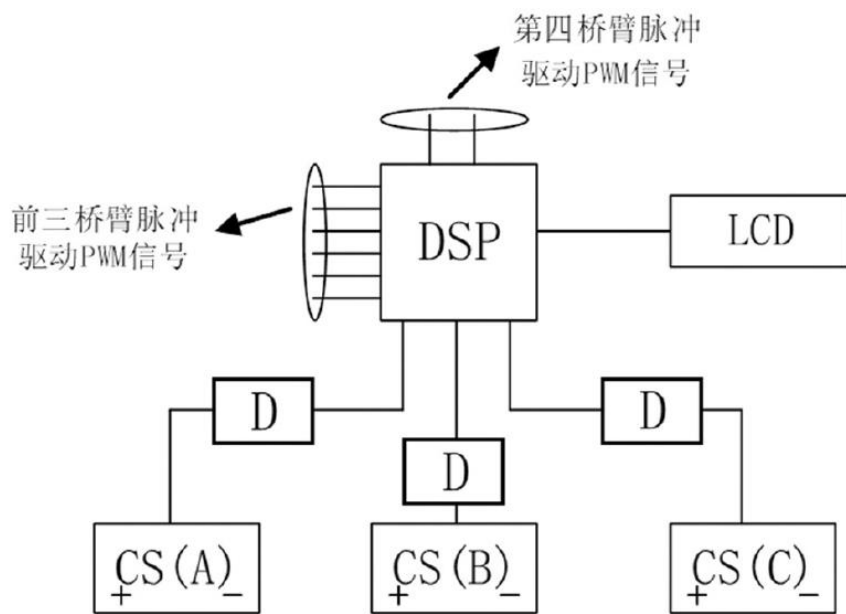 第四桥臂脉冲
驱动PWM信号
前三桥臂脉冲
驱动PWM信号
DSP
LCD
D
D
D
CS(A)
+ -
CS(B)
+ -
CS(C)
+ -